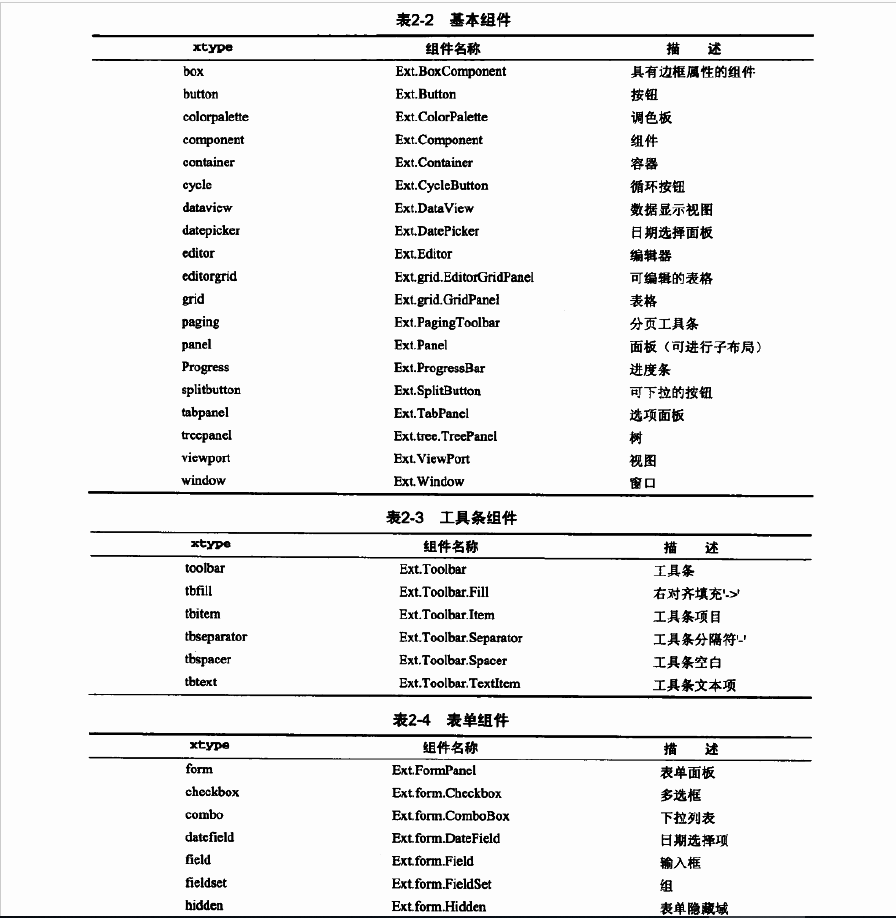 表2-2 基本组件
xtype 组件名称 描 述
box Ext.BoxComponent 具有边框属性的组件
button Ext.Button 按钮
colorpalette Ext.ColorPalette 调色板
component Ext.Component 组件
container Ext.Container 容器
cycle Ext.CycleButton 循环按钮
dataview Ext.DataView 数据显示视图
datepicker Ext.DatePicker 日期选择面板
editor Ext.Editor 编辑器
editorgrid Ext.grid.EditorGridPanel 可编辑的表格
grid Ext.grid.GridPanel 表格
paging Ext.PagingToolbar 分页工具条
panel Ext.Panel 面板（可进行子布局）
Progress Ext.ProgressBar 进度条
splitbutton Ext.SplitButton 可下拉的按钮
tabpanel Ext.TabPanel 选项面板
treepanel Ext.tree.TreePanel 树
viewport Ext.ViewPort 视图
window Ext.Window 窗口
表2-3 工具条组件
xtype 组件名称 描 述
toolbar Ext.Toolbar 工具条
tbfill Ext.Toolbar.Fill 右对齐填充'->'
tbitem Ext.Toolbar.Item 工具条项目
tbseparator Ext.Toolbar.Separator 工具条分隔符'-'
tbspacer Ext.Toolbar.Spacer 工具条空白
tbtext Ext.Toolbar.TextItem 工具条文本项
表2-4 表单组件
xtype 组件名称 描 述
form Ext.FormPanel 表单面板
checkbox Ext.form.Checkbox 多选框
combo Ext.form.ComboBox 下拉列表
datefield Ext.form.DateField 日期选择项
field Ext.form.Field 输入框
fieldset Ext.form.FieldSet 组
hidden Ext.form.Hidden 表单隐藏域